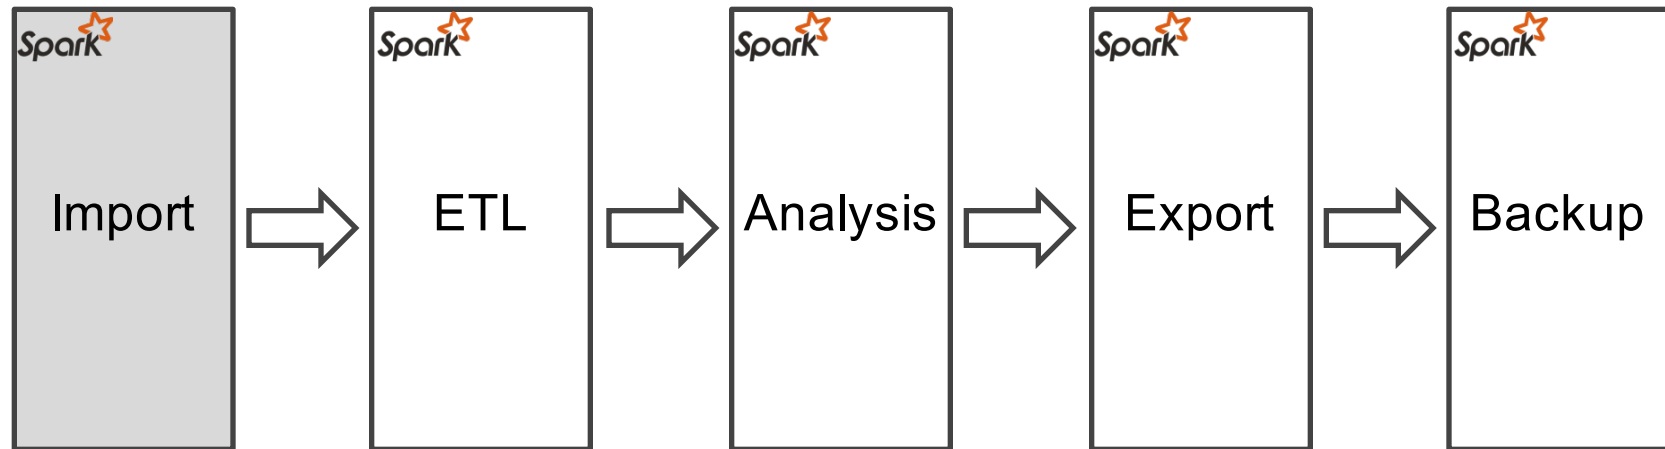 Spark
Import
Spark
ETL
Spark
Analysis
Spark
Export
Spark
Backup